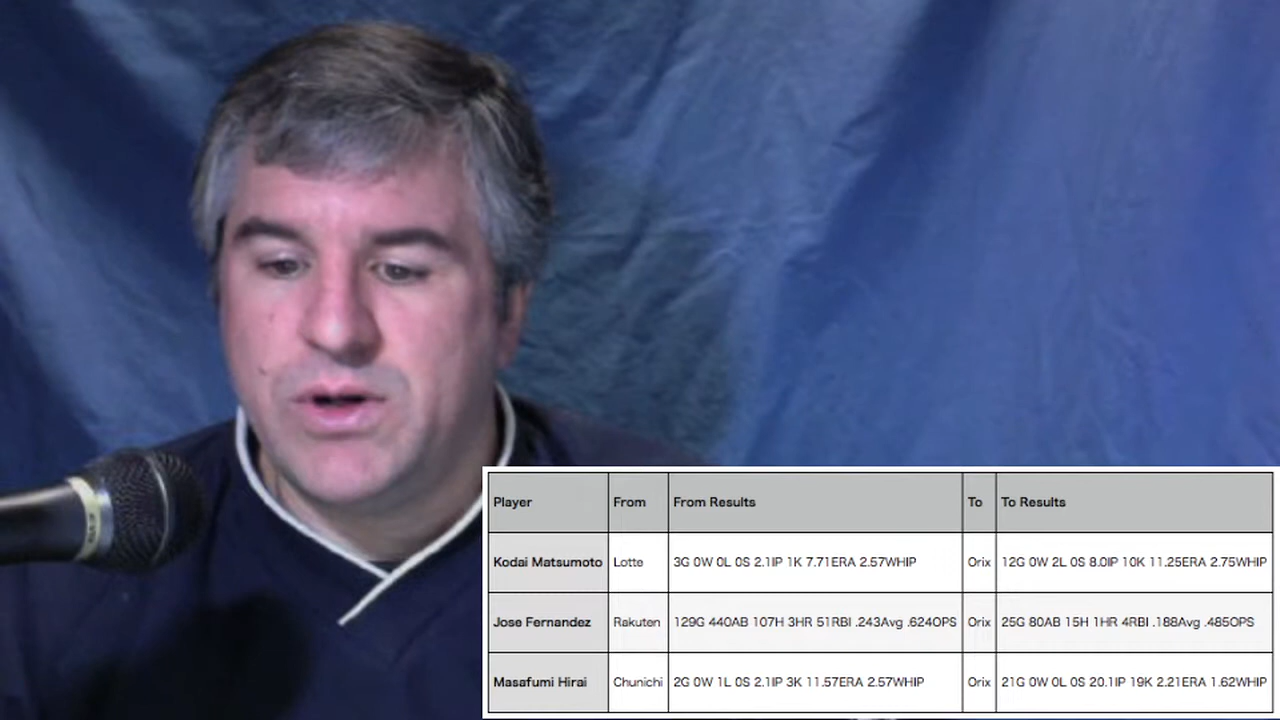 Player From From Results To To Results
Kodai Matsumoto Lotte 3G 0W 0L 0S 2.1IP 1K 7.71ERA 2.57WHIP Orix 12G 0W 2L 0S 8.0IP 10K 11.25ERA 2.75WHIP
Jose Fernandez Rakuten 129G 440AB 107H 3HR 51RBI .243Avg .624OPS Orix 25G 80AB 15H 1HR 4RBI .188Avg .485OPS
Masafumi Hirai Chunichi 2G 0W 1L 0S 2.1IP 3K 11.57ERA 2.57WHIP Orix 21G 0W 0L 0S 20.1IP 19K 2.21ERA 1.62WHIP